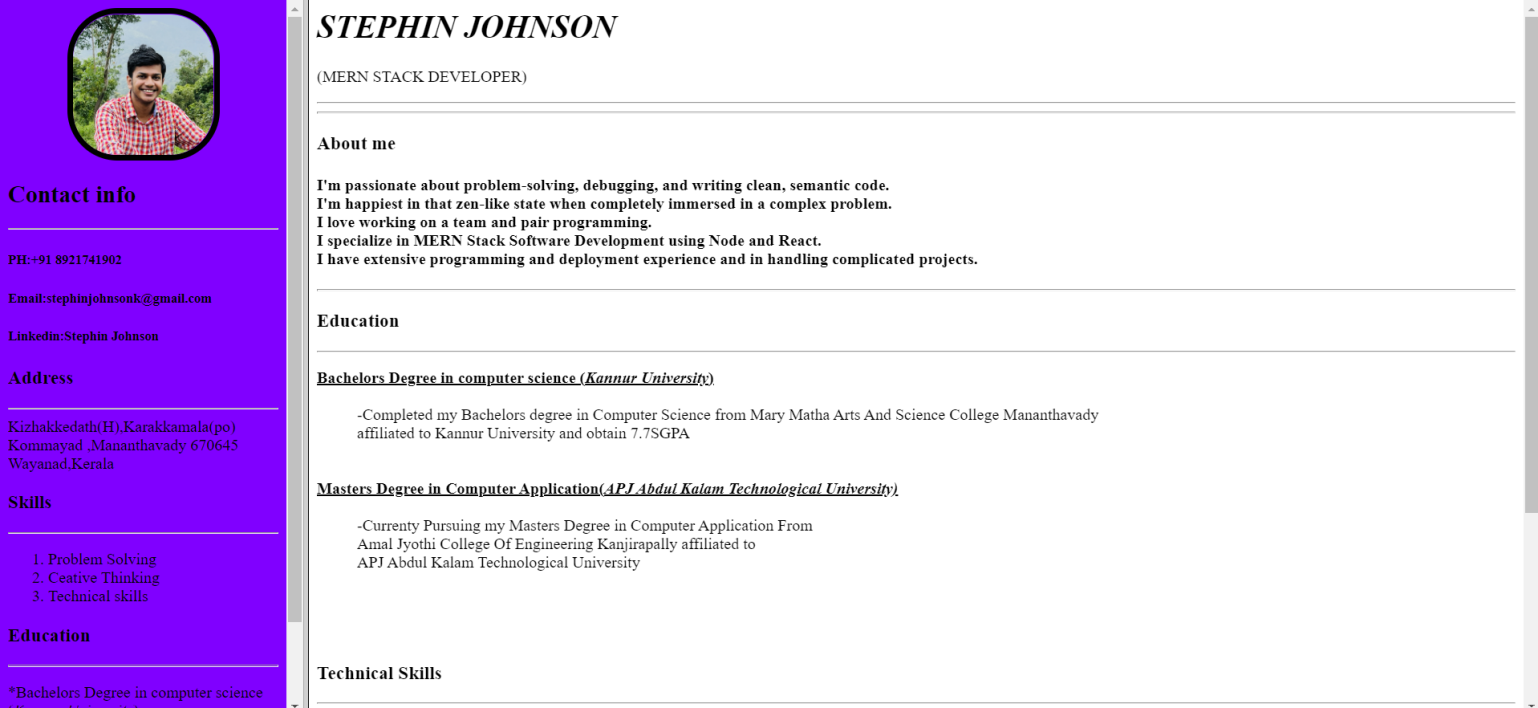 Contact info
PH:+91 8921741902
Email:stephinjohnsonk@gmail.com
Linkedin:Stephin Johnson
Address
Kizhakkedath(H),Karakkamala(po)
Kommayad ,Mananthavady 670645
Wayanad,Kerala
Skills
1. Problem Solving
2. Ceative Thinking
3. Technical skills
Education
*Bachelors Degree in computer science
STEPHIN JOHNSON
(MERN STACK DEVELOPER)
About me
I'm passionate about problem-solving, debugging, and writing clean, semantic code.
I'm happiest in that zen-like state when completely immersed in a complex problem.
I love working on a team and pair programming.
I specialize in MERN Stack Software Development using Node and React.
I have extensive programming and deployment experience and in handling complicated projects.
Education
Bachelors Degree in computer science (Kannur University)
-Completed my Bachelors degree in Computer Science from Mary Matha Arts And Science College Mananthavady
affiliated to Kannur University and obtain 7.7SGPA
Masters Degree in Computer Application(APJ Abdul Kalam Technological University)
-Currenty Pursuing my Masters Degree in Computer Application From
Amal Jyothi College Of Engineering Kanjirapally affiliated to
APJ Abdul Kalam Technological University
Technical Skills